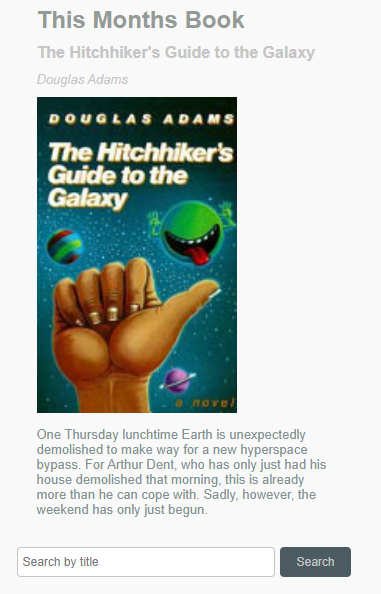 This Months Book
The Hitchhiker's Guide to the Galaxy
Douglas Adams
DOUGLAS ADAMS
The Hitchhiker's
Guide to the
Galaxy
a novel
One Thursday lunchtime Earth is unexpectedly
demolished to make way for a new hyperspace
bypass. For Arthur Dent, who has only just had his
house demolished that morning, this is already
more than he can cope with. Sadly, however, the
weekend has only just begun.
Search by title
Search